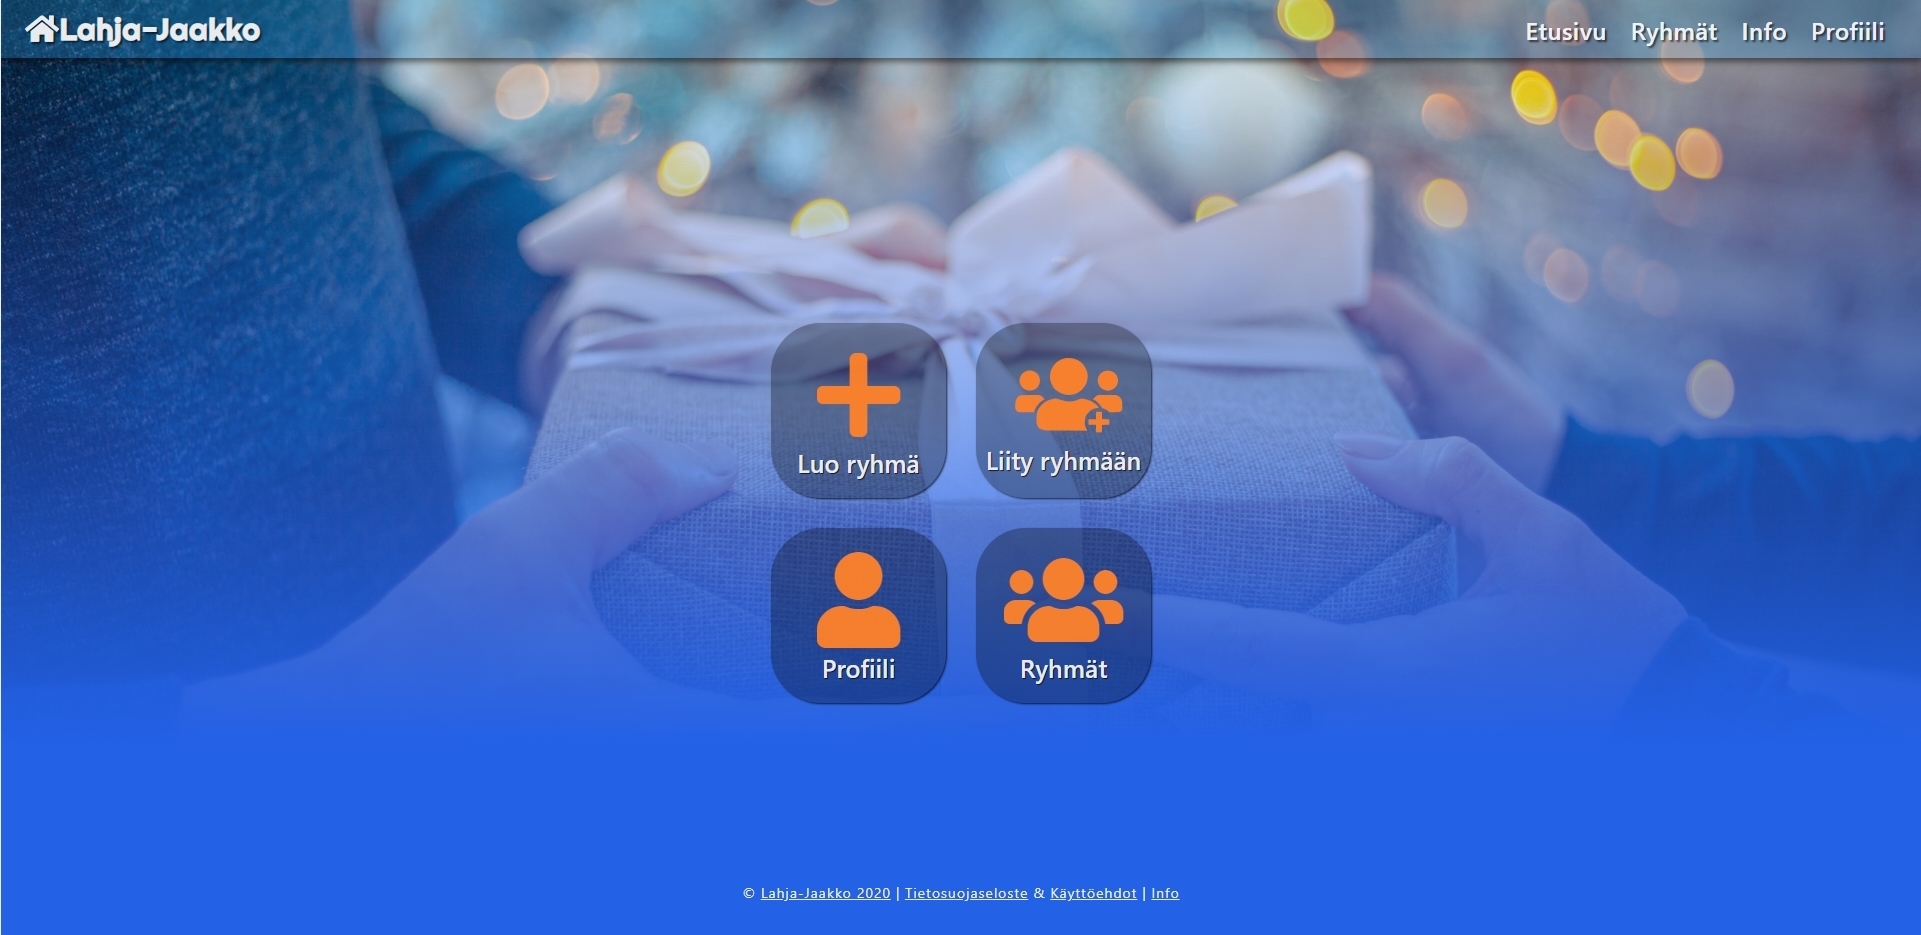 Lahja-Jaakko
Etusivu Ryhmät Info Profiili
Luo ryhmä
Liity ryhmään
Profiili
Ryhmät
© Lahja-Jaakko 2020 | Tietosuojaseloste & Käyttöehdot | Info